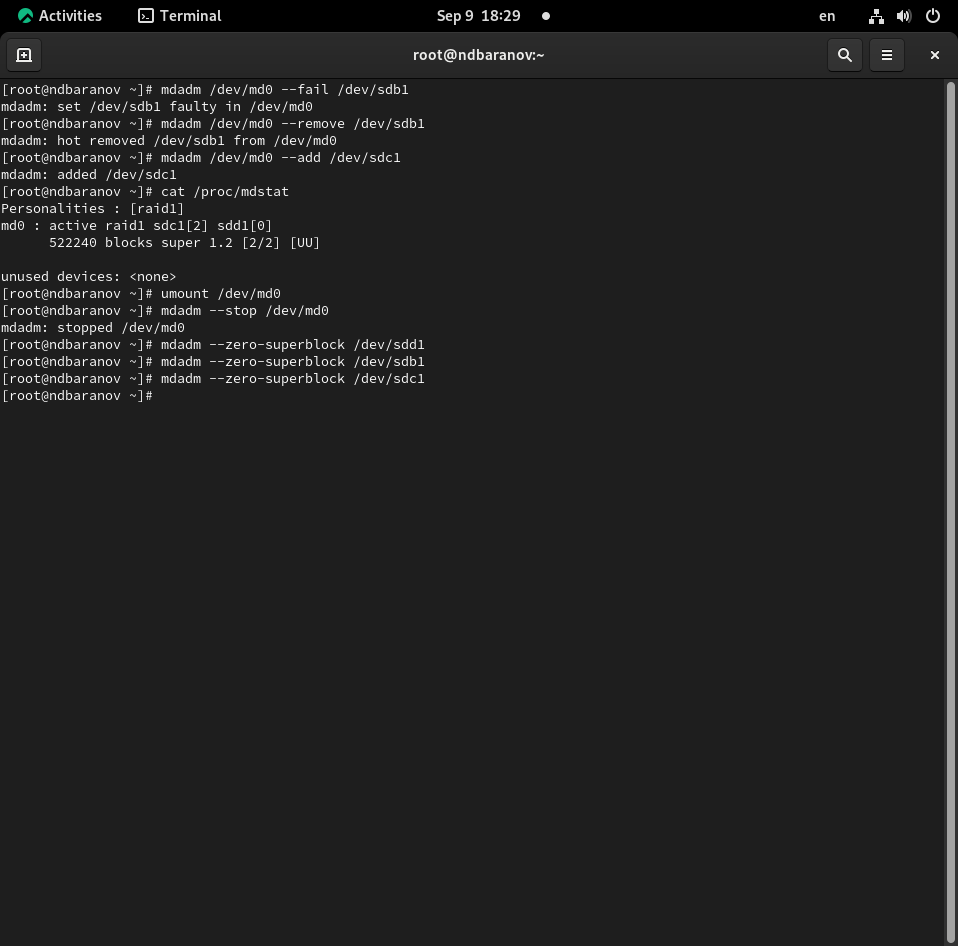 Activities Terminal Sep 9 18:29 en
root@ndbaranov:~
[root@ndbaranov ~]# mdadm /dev/md0 --fail /dev/sdb1
mdadm: set /dev/sdb1 faulty in /dev/md0
[root@ndbaranov ~]# mdadm /dev/md0 --remove /dev/sdb1
mdadm: hot removed /dev/sdb1 from /dev/md0
[root@ndbaranov ~]# mdadm /dev/md0 --add /dev/sdc1
mdadm: added /dev/sdc1
[root@ndbaranov ~]# cat /proc/mdstat
Personalities : [raid1]
md0 : active raid1 sdc1[2] sdd1[0]
      522240 blocks super 1.2 [2/2] [UU]

unused devices: <none>
[root@ndbaranov ~]# umount /dev/md0
[root@ndbaranov ~]# mdadm --stop /dev/md0
mdadm: stopped /dev/md0
[root@ndbaranov ~]# mdadm --zero-superblock /dev/sdd1
[root@ndbaranov ~]# mdadm --zero-superblock /dev/sdb1
[root@ndbaranov ~]# mdadm --zero-superblock /dev/sdc1
[root@ndbaranov ~]#